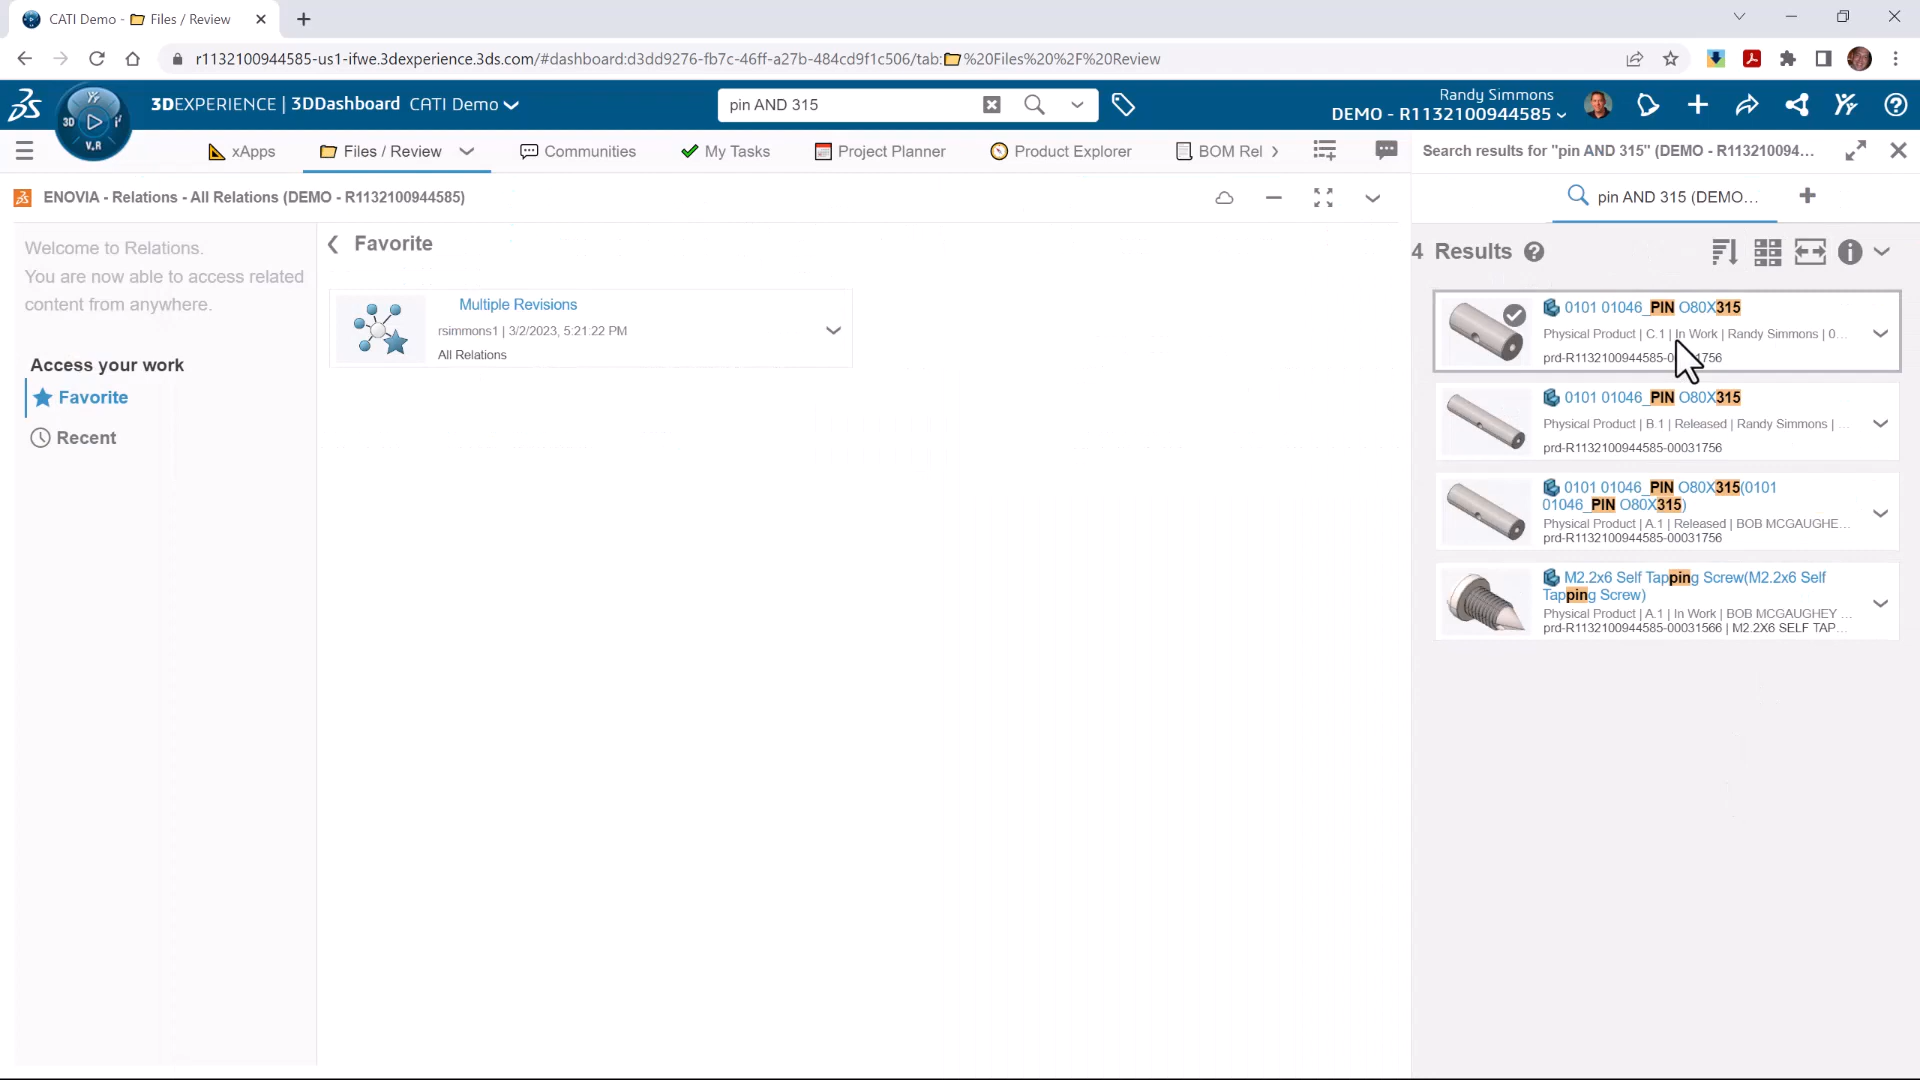 CATI Demo - Files / Review
r1132100944585-us1-ifwe.3dexperience.3ds.com/#dashboard:d3dd9276-fb7c-46ff-a27b-484cd9f1c506/tab:%20Files%20%2F%20Review
3D
V.R
3DEXPERIENCE | 3DDashboard CATI Demo
pin AND 315
Randy Simmons
DEMO - R1132100944585
xApps
Files / Review
Communities
My Tasks
Project Planner
Product Explorer
BOM Rel
Search results for "pin AND 315" (DEMO - R113210094...
ENOVIA - Relations - All Relations (DEMO - R1132100944585)
pin AND 315 (DEMO...
Welcome to Relations.
You are now able to access related
content from anywhere.
Access your work
Favorite
Recent
Favorite
Multiple Revisions
rsimmons1 | 3/2/2023, 5:21:22 PM
All Relations
4 Results
0101 01046_PIN O80X315
Physical Product | C.1 | In Work | Randy Simmons | 0...
0101 01046_PIN O80X315
Physical Product | B.1 | Released | Randy Simmons | ...
prd-R1132100944585-00031756
0101 01046_PIN O80X315(0101
01046_PIN O80X315)
Physical Product | A.1 | Released | BOB MCGAUGHE...
prd-R1132100944585-00031756
M2.2x6 Self Tapping Screw(M2.2x6 Self
Tapping Screw)
Physical Product | A.1 | In Work | BOB MCGAUGHEY ...
prd-R1132100944585-00031566 | M2.2X6 SELF TAP...